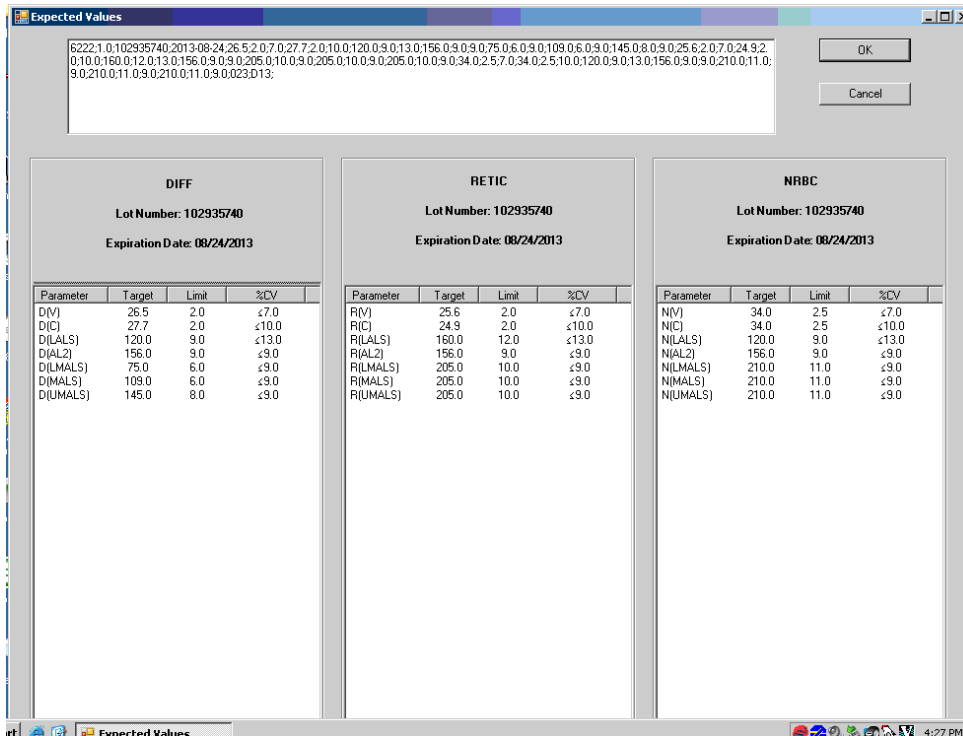 Expected Values
6222;1.0;102935740;2013-08-24;26.5;2.0;7.0;27.7;2.0;10.0;120.0;9.0;13.0;156.0;9.0;9.0;75.0;6.0;9.0;109.0;6.0;9.0;145.0;8.0;9.0;25.6;2.0;7.0;24.9;2.
0;10.0;160.0;12.0;13.0;156.0;9.0;9.0;205.0;10.0;9.0;205.0;10.0;9.0;205.0;10.0;9.0;34.0;2.5;7.0;34.0;2.5;10.0;120.0;9.0;13.0;156.0;9.0;9.0;210.0;11.0;
9.0;210.0;11.0;9.0;210.0;11.0;9.0;023;D13;
OK
Cancel
DIFF
Lot Number: 102935740
Expiration Date: 08/24/2013
Parameter Target Limit %CV
D(V) 26.5 2.0 ≤7.0
D(C) 27.7 2.0 ≤10.0
D(LALS) 120.0 9.0 ≤13.0
D(AL2) 156.0 9.0 ≤9.0
D(LMALS) 75.0 6.0 ≤9.0
D(MALS) 109.0 6.0 ≤9.0
D(UMALS) 145.0 8.0 ≤9.0
RETIC
Lot Number: 102935740
Expiration Date: 08/24/2013
Parameter Target Limit %CV
R(V) 25.6 2.0 ≤7.0
R(C) 24.9 2.0 ≤10.0
R(LALS) 160.0 12.0 ≤13.0
R(AL2) 156.0 9.0 ≤9.0
R(LMALS) 205.0 10.0 ≤9.0
R(MALS) 205.0 10.0 ≤9.0
R(UMALS) 205.0 10.0 ≤9.0
NRBC
Lot Number: 102935740
Expiration Date: 08/24/2013
Parameter Target Limit %CV
N(V) 34.0 2.5 ≤7.0
N(C) 34.0 2.5 ≤10.0
N(LALS) 120.0 9.0 ≤13.0
N(AL2) 156.0 9.0 ≤9.0
N(LMALS) 210.0 11.0 ≤9.0
N(MALS) 210.0 11.0 ≤9.0
N(UMALS) 210.0 11.0 ≤9.0
Expected Values
4:27 PM